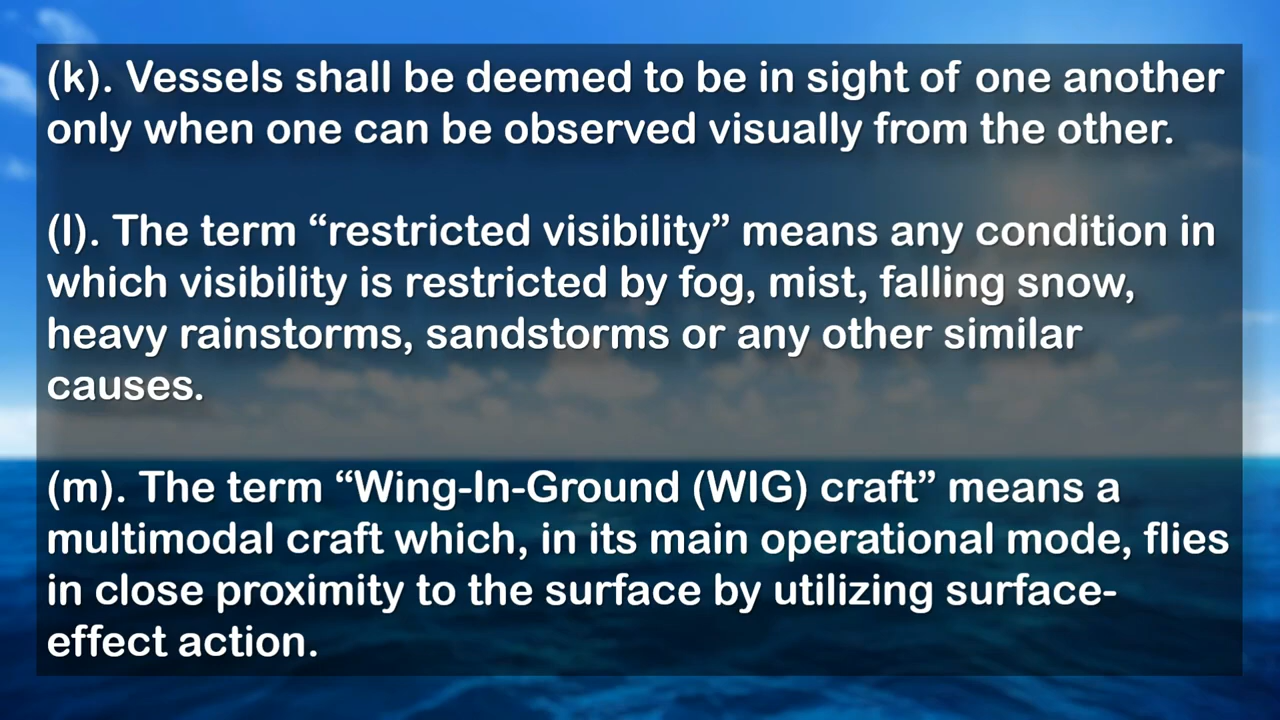 (k). Vessels shall be deemed to be in sight of one another
only when one can be observed visually from the other.
(l). The term “restricted visibility” means any condition in
which visibility is restricted by fog, mist, falling snow,
heavy rainstorms, sandstorms or any other similar
causes.
(m). The term “Wing-In-Ground (WIG) craft” means a
multimodal craft which, in its main operational mode, flies
in close proximity to the surface by utilizing surface-
effect action.